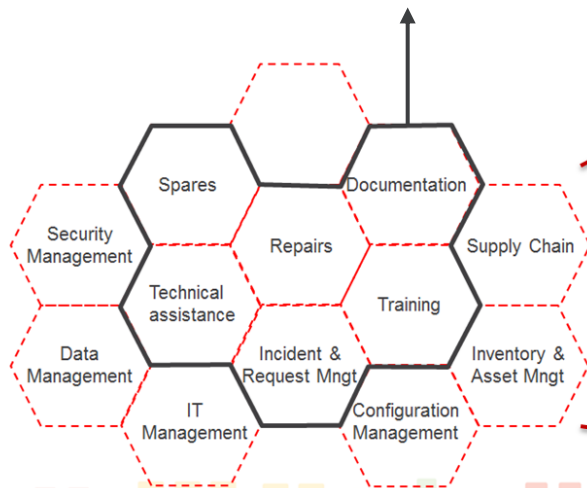 Spares
Documentation
Security
Management
Repairs
Supply Chain
Technical
assistance
Training
Data
Management
Incident &
Request Mngt
Inventory &
Asset Mngt
IT
Management
Configuration
Management